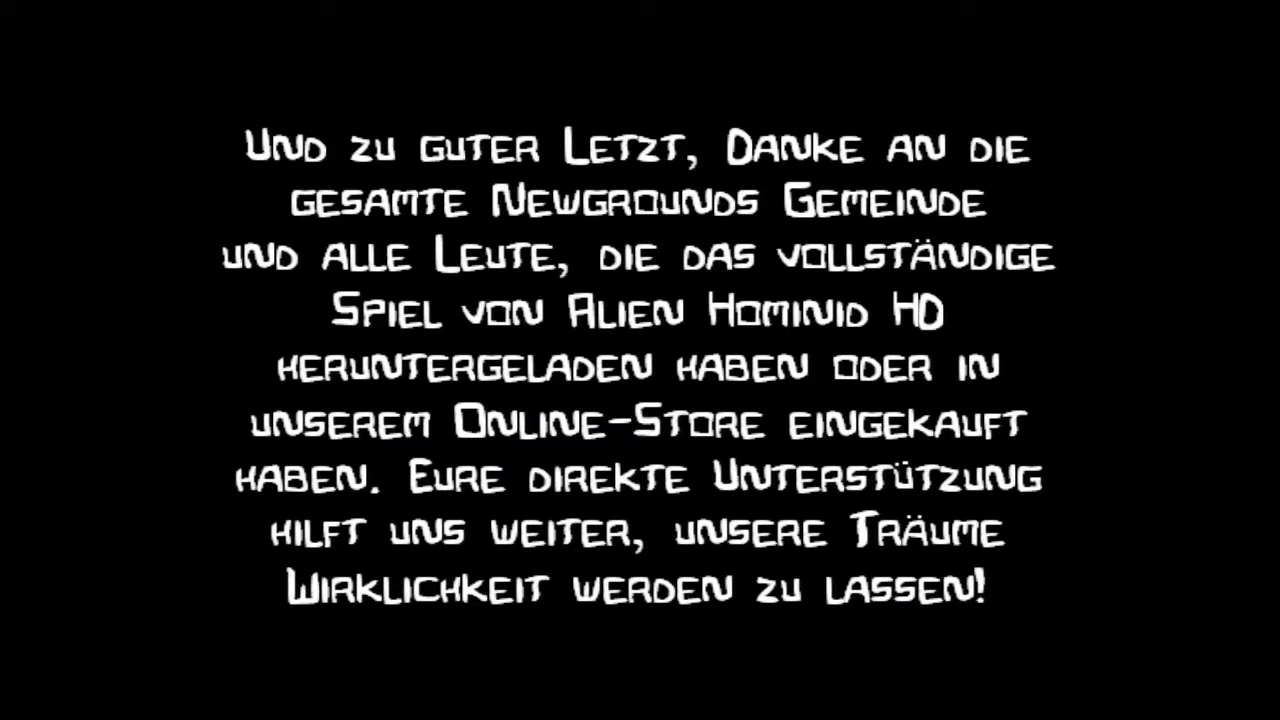 Und zu guter Letzt, Danke an die
gesamte Newgrounds Gemeinde
und alle Leute, die das vollständige
Spiel von Alien Hominid HD
heruntergeladen haben oder in
unserem Online-Store eingekauft
haben. Eure direkte Unterstützung
hilft uns weiter, unsere Träume
Wirklichkeit werden zu lassen!